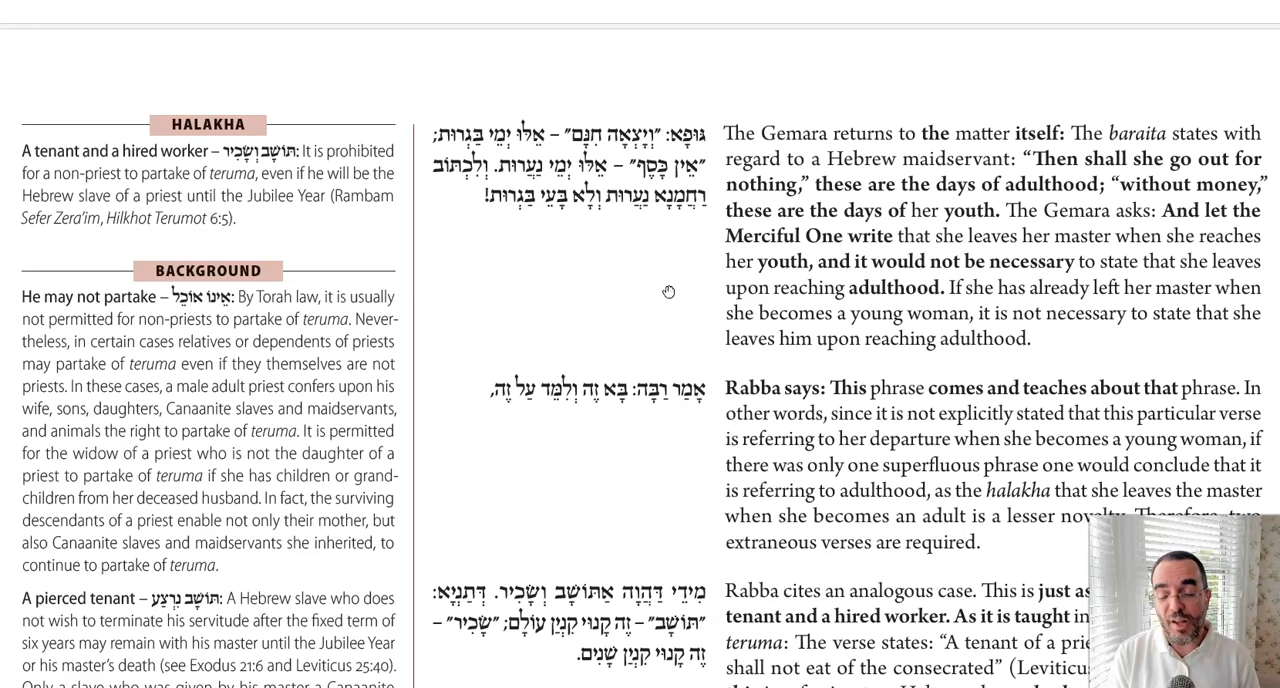 HALAKHA
A tenant and a hired worker – תּוֹשָׁב וְשָׂכִיר: It is prohibited
for a non-priest to partake of teruma, even if he will be the
Hebrew slave of a priest until the Jubilee Year (Rambam
Sefer Zera'im, Hilkhot Terumot 6:5).
BACKGROUND
He may not partake – אֵינוֹ אוֹכֵל: By Torah law, it is usually
not permitted for non-priests to partake of teruma. Never-
theless, in certain cases relatives or dependents of priests
may partake of teruma even if they themselves are not
priests. In these cases, a male adult priest confers upon his
wife, sons, daughters, Canaanite slaves and maidservants,
and animals the right to partake of teruma. It is permitted
for the widow of a priest who is not the daughter of a
priest to partake of teruma if she has children or grand-
children from her deceased husband. In fact, the surviving
descendants of a priest enable not only their mother, but
also Canaanite slaves and maidservants she inherited, to
continue to partake of teruma.
A pierced tenant – תּוֹשָׁב נִרְצָע: A Hebrew slave who does
not wish to terminate his servitude after the fixed term of
six years may remain with his master until the Jubilee Year
or his master's death (see Exodus 21:6 and Leviticus 25:40).
Only a slave who was given by his master a Canaanite
גּוּפָא: ״וְיָצְאָה חִנָּם״ – אֵלּוּ יְמֵי בַּגְרוּת;
״אֵין כָּסֶף״ – אֵלּוּ יְמֵי נַעֲרוּת. וְלִכְתּוֹב
רַחֲמָנָא נַעֲרוּת וְלָא בָּעֵי בַּגְרוּת!
אָמַר רַבָּה: בָּא זֶה וְלִמֵּד עַל זֶה,
מִידֵי דַּהֲוָה אַתּוֹשָׁב וְשָׂכִיר. דְּתַנְיָא:
״תּוֹשָׁב״ – זֶה קָנוּי קִנְיַן עוֹלָם; ״שָׂכִיר״ –
זֶה קָנוּי קִנְיַן שָׁנִים.
The Gemara returns to the matter itself: The baraita states with
regard to a Hebrew maidservant: “Then shall she go out for
nothing,” these are the days of adulthood; “without money,”
these are the days of her youth. The Gemara asks: And let the
Merciful One write that she leaves her master when she reaches
her youth, and it would not be necessary to state that she leaves
upon reaching adulthood. If she has already left her master when
she becomes a young woman, it is not necessary to state that she
leaves him upon reaching adulthood.
Rabba says: This phrase comes and teaches about that phrase. In
other words, since it is not explicitly stated that this particular verse
is referring to her departure when she becomes a young woman, if
there was only one superfluous phrase one would conclude that it
is referring to adulthood, as the halakha that she leaves the master
when she becomes an adult is a lesser novelty. Therefore, two
extraneous verses are required.
Rabba cites an analogous case. This is just as
tenant and a hired worker. As it is taught in
teruma: The verse states: “A tenant of a
shall not eat of the consecrated”